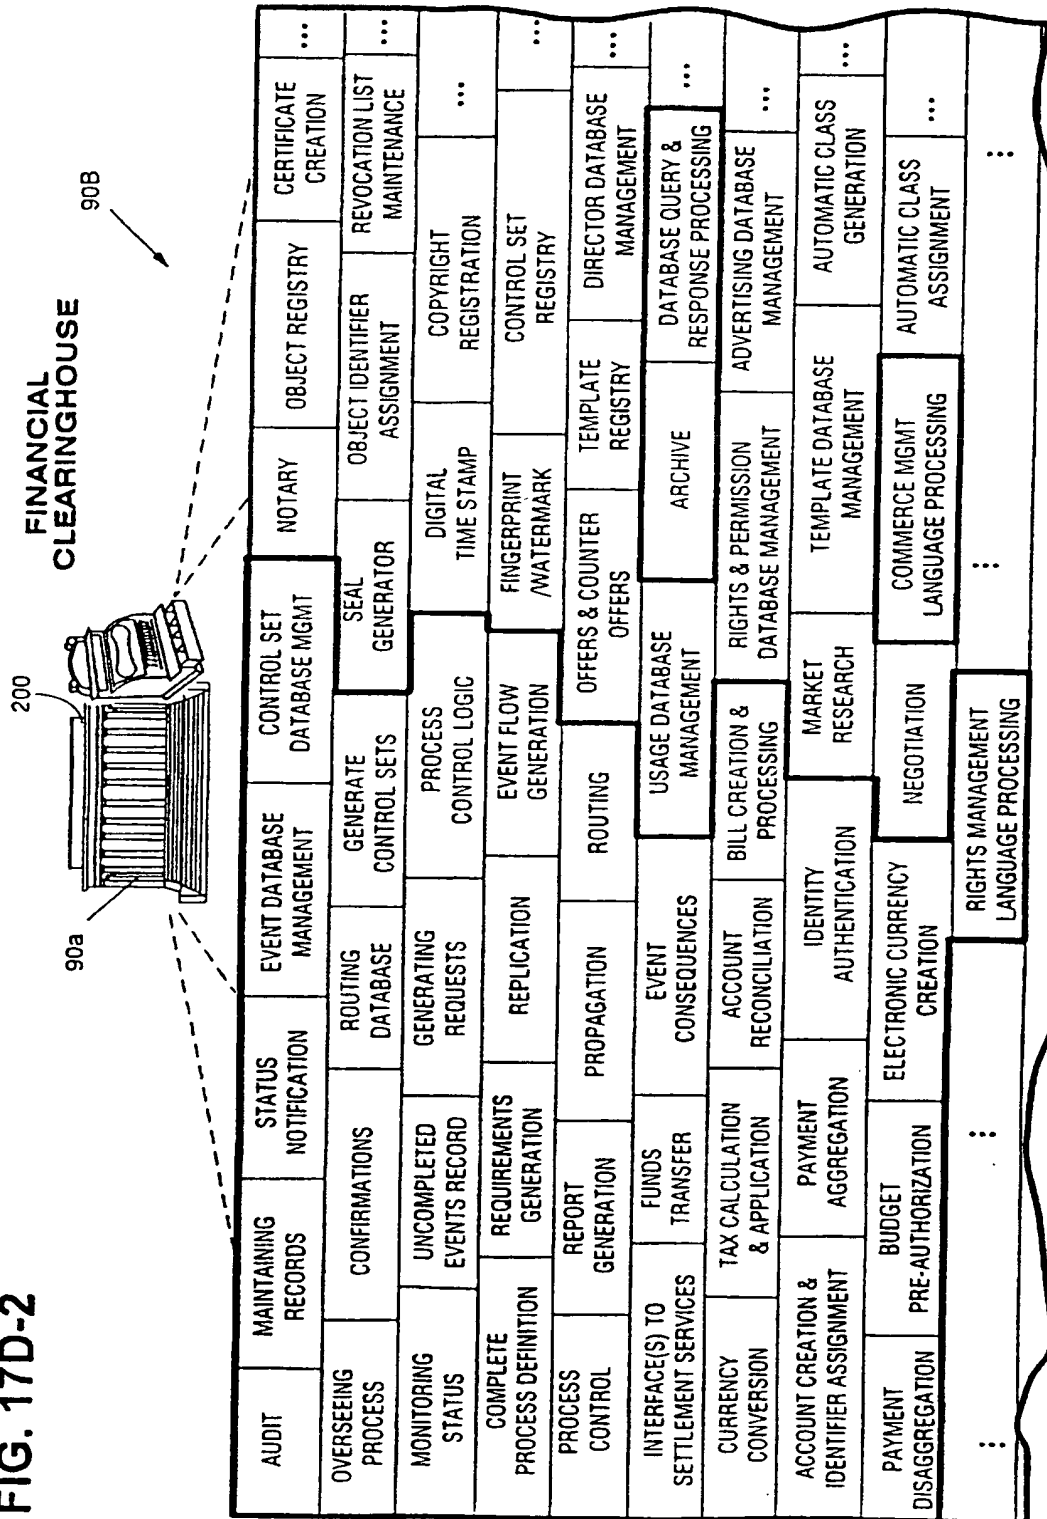 FIG. 17D-2
FINANCIAL
CLEARINGHOUSE
90B
200
90a
AUDIT
MAINTAINING
RECORDS
STATUS
NOTIFICATION
EVENT DATABASE
MANAGEMENT
CONTROL SET
DATABASE MGMT
NOTARY
OBJECT REGISTRY
CERTIFICATE
CREATION
...
OVERSEEING
PROCESS
CONFIRMATIONS
ROUTING
DATABASE
GENERATE
CONTROL SETS
SEAL
GENERATOR
OBJECT IDENTIFIER
ASSIGNMENT
REVOCATION LIST
MAINTENANCE
...
MONITORING
STATUS
UNCOMPLETED
EVENTS RECORD
GENERATING
REQUESTS
PROCESS
CONTROL LOGIC
DIGITAL
TIME STAMP
COPYRIGHT
REGISTRATION
...
COMPLETE
PROCESS DEFINITION
REQUIREMENTS
GENERATION
REPLICATION
EVENT FLOW
GENERATION
FINGERPRINT
/WATERMARK
CONTROL SET
REGISTRY
...
PROCESS
CONTROL
REPORT
GENERATION
PROPAGATION
ROUTING
OFFERS & COUNTER
OFFERS
TEMPLATE
REGISTRY
DIRECTOR DATABASE
MANAGEMENT
...
INTERFACE(S) TO
SETTLEMENT SERVICES
FUNDS
TRANSFER
EVENT
CONSEQUENCES
USAGE DATABASE
MANAGEMENT
ARCHIVE
DATABASE QUERY &
RESPONSE PROCESSING
...
CURRENCY
CONVERSION
TAX CALCULATION
& APPLICATION
ACCOUNT
RECONCILIATION
BILL CREATION &
PROCESSING
RIGHTS & PERMISSION
DATABASE MANAGEMENT
ADVERTISING DATABASE
MANAGEMENT
...
ACCOUNT CREATION &
IDENTIFIER ASSIGNMENT
PAYMENT
AGGREGATION
IDENTITY
AUTHENTICATION
MARKET
RESEARCH
TEMPLATE DATABASE
MANAGEMENT
AUTOMATIC CLASS
GENERATION
...
PAYMENT
DISAGGREGATION
BUDGET
PRE-AUTHORIZATION
ELECTRONIC CURRENCY
CREATION
NEGOTIATION
COMMERCE MGMT
LANGUAGE PROCESSING
AUTOMATIC CLASS
ASSIGNMENT
...
...
...
RIGHTS MANAGEMENT
LANGUAGE PROCESSING
...
...